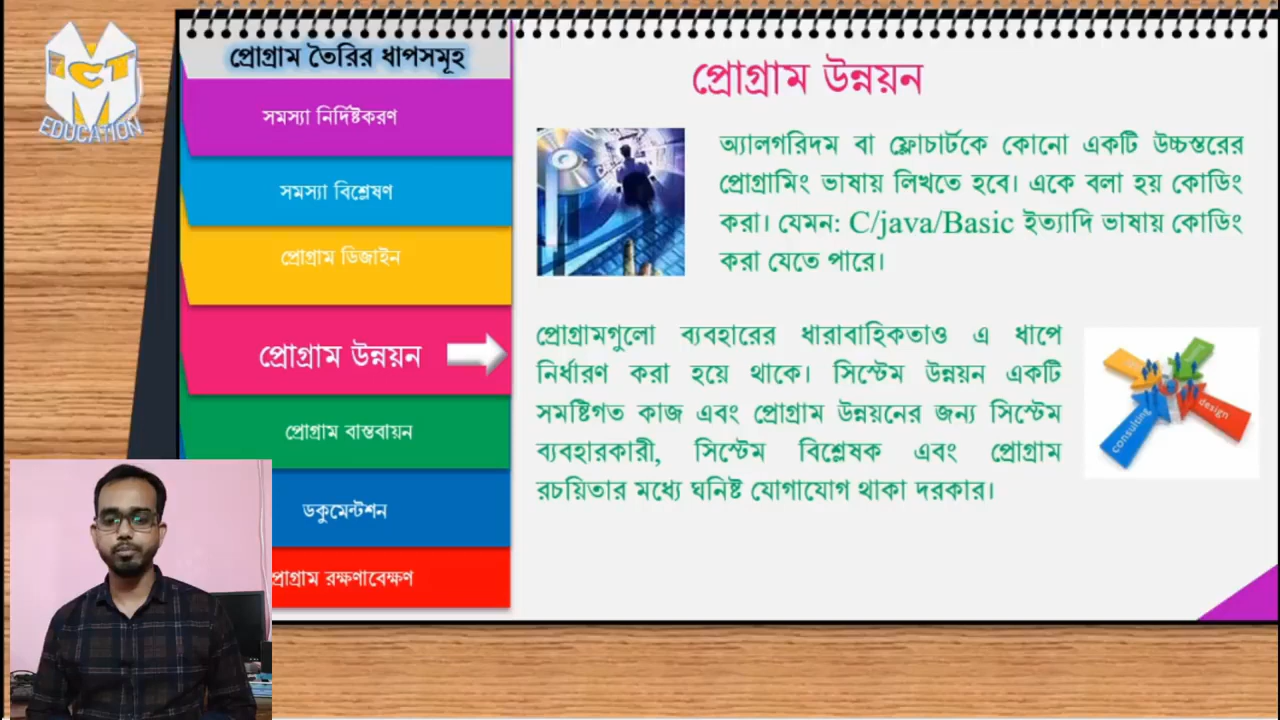 ICT
M
EDUCATION
প্রোগ্রাম তৈরির ধাপসমূহ
সমস্যা নির্দিষ্টকরণ
সমস্যা বিশ্লেষণ
প্রোগ্রাম ডিজাইন
প্রোগ্রাম উন্নয়ন
প্রোগ্রাম বাস্তবায়ন
ডকুমেন্টশন
প্রোগ্রাম রক্ষণাবেক্ষণ
প্রোগ্রাম উন্নয়ন
অ্যালগরিদম বা ফ্লোচার্টকে কোনো একটি উচ্চস্তরের
প্রোগ্রামিং ভাষায় লিখতে হবে। একে বলা হয় কোডিং
করা। যেমন: C/java/Basic ইত্যাদি ভাষায় কোডিং
করা যেতে পারে।
প্রোগ্রামগুলো ব্যবহারের ধারাবাহিকতাও এ ধাপে
নির্ধারণ করা হয়ে থাকে। সিস্টেম উন্নয়ন একটি
সমষ্টিগত কাজ এবং প্রোগ্রাম উন্নয়নের জন্য সিস্টেম
ব্যবহারকারী, সিস্টেম বিশ্লেষক এবং প্রোগ্রাম
রচয়িতার মধ্যে ঘনিষ্ট যোগাযোগ থাকা দরকার।
consulting
design